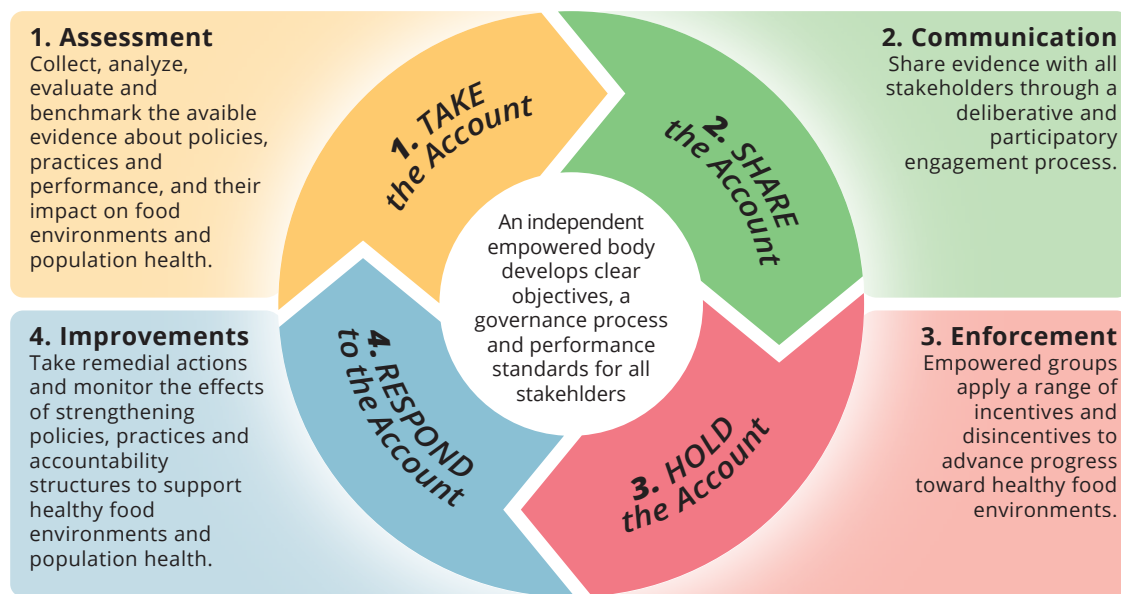 1. Assessment
Collect, analyze,
evaluate and
benchmark the avaible
evidence about policies,
practices and
performance, and their
impact on food
environments and
population health.
1. TAKE
the Account
2. SHARE
the Account
2. Communication
Share evidence with all
stakeholders through a
deliberative and
participatory
engagement process.
An independent
empowered body
develops clear
objectives, a
governance process
and performance
standards for all
stakehlders
4. Improvements
Take remedial actions
and monitor the effects
of strengthening
policies, practices and
accountability
structures to support
healthy food
environments and
population health.
4. RESPOND
to the Account
3. HOLD
the Account
3. Enforcement
Empowered groups
apply a range of
incentives and
disincentives to
advance progress
toward healthy food
environments.